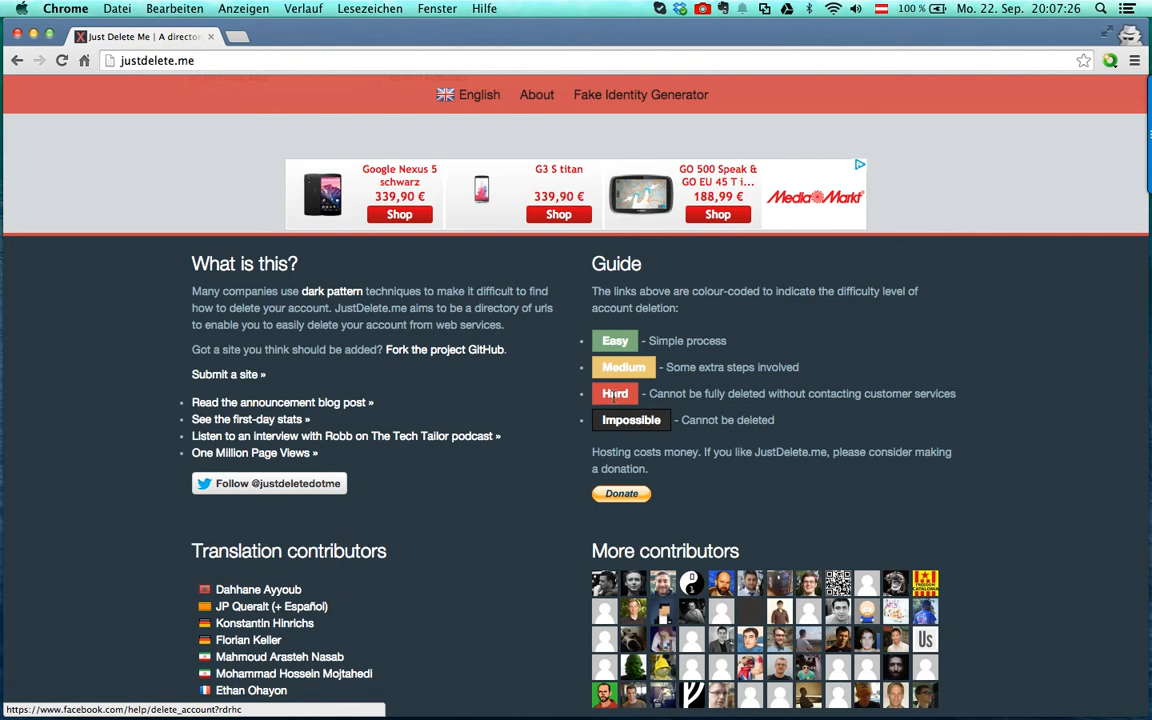 Chrome Datei Bearbeiten Anzeigen Verlauf Lesezeichen Fenster Hilfe 100 % Mo. 22. Sep. 20:07:26
Just Delete Me | A director
justdelete.me
English About Fake Identity Generator
Google Nexus 5
schwarz
339,90 €
Shop
G3 S titan
339,90 €
Shop
GO 500 Speak &
GO EU 45 T i...
188,99 €
Shop
Media Markt
What is this?
Many companies use dark pattern techniques to make it difficult to find
how to delete your account. JustDelete.me aims to be a directory of urls
to enable you to easily delete your account from web services.
Got a site you think should be added? Fork the project GitHub.
Submit a site »
Read the announcement blog post »
See the first-day stats »
Listen to an interview with Robb on The Tech Tailor podcast »
One Million Page Views »
Follow @justdeletedotme
Guide
The links above are colour-coded to indicate the difficulty level of
account deletion:
Easy - Simple process
Medium - Some extra steps involved
Hard - Cannot be fully deleted without contacting customer services
Impossible - Cannot be deleted
Hosting costs money. If you like JustDelete.me, please consider making
a donation.
Donate
Translation contributors
Dahhane Ayyoub
JP Queralt (+ Español)
Konstantin Hinrichs
Florian Keller
Mahmoud Arasteh Nasab
Mohammad Hossein Mojtahedi
Ethan Ohayon
More contributors
Us
https://www.facebook.com/help/delete_account?rdrhc